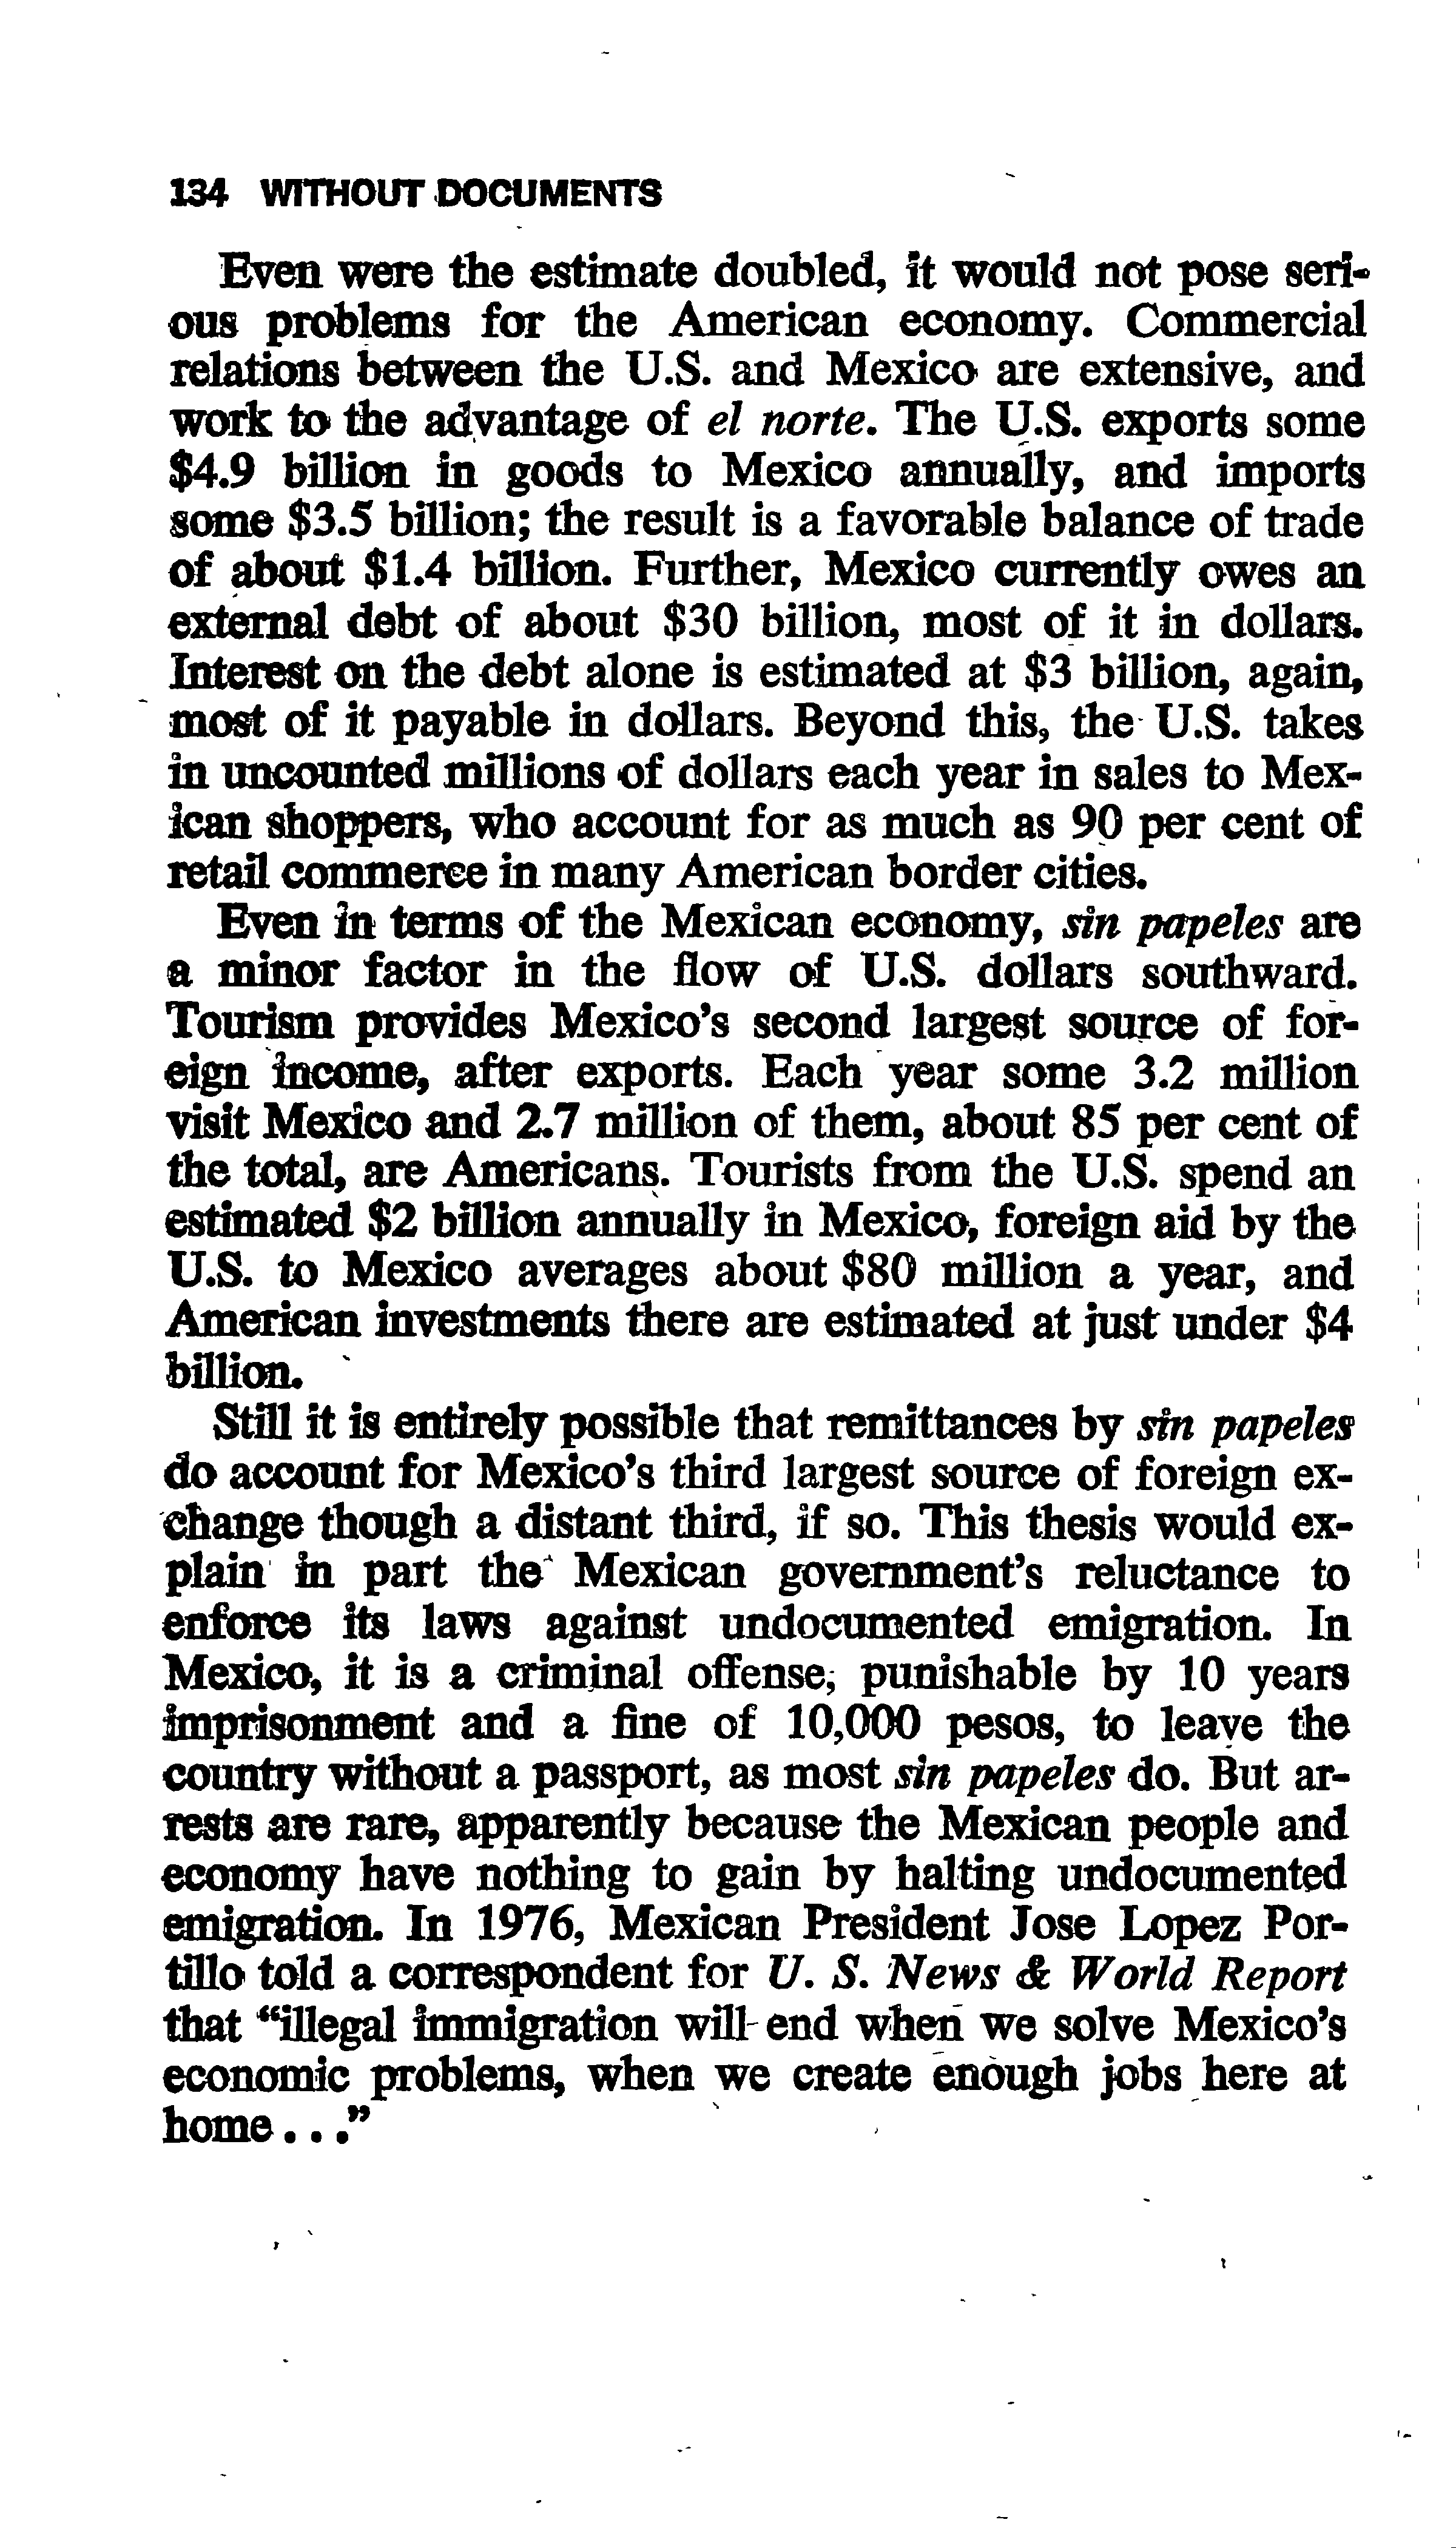 134 WITHOUT DOCUMENTS
Even were the estimate doubled, it would not pose seri-
ous problems for the American economy. Commercial
relations between the U.S. and Mexico are extensive, and
work to the advantage of el norte. The U.S. exports some
$4.9 billion in goods to Mexico annually, and imports
some $3.5 billion; the result is a favorable balance of trade
of about $1.4 billion. Further, Mexico currently owes an
external debt of about $30 billion, most of it in dollars.
Interest on the debt alone is estimated at $3 billion, again,
most of it payable in dollars. Beyond this, the U.S. takes
in uncounted millions of dollars each year in sales to Mex-
ican shoppers, who account for as much as 90 per cent of
retail commerce in many American border cities.
Even in terms of the Mexican economy, sin papeles are
a minor factor in the flow of U.S. dollars southward.
Tourism provides Mexico's second largest source of for-
eign income, after exports. Each year some 3.2 million
visit Mexico and 2.7 million of them, about 85 per cent of
the total, are Americans. Tourists from the U.S. spend an
estimated $2 billion annually in Mexico, foreign aid by the
U.S. to Mexico averages about $80 million a year, and
American investments there are estimated at just under $4
billion.
Still it is entirely possible that remittances by sin papeles
do account for Mexico's third largest source of foreign ex-
change though a distant third, if so. This thesis would ex-
plain in part the Mexican government's reluctance to
enforce its laws against undocumented emigration. In
Mexico, it is a criminal offense, punishable by 10 years
imprisonment and a fine of 10,000 pesos, to leave the
country without a passport, as most sin papeles do. But ar-
rests are rare, apparently because the Mexican people and
economy have nothing to gain by halting undocumented
emigration. In 1976, Mexican President Jose Lopez Por-
tillo told a correspondent for U. S. News & World Report
that "illegal immigration will end when we solve Mexico's
economic problems, when we create enough jobs here at
home..."